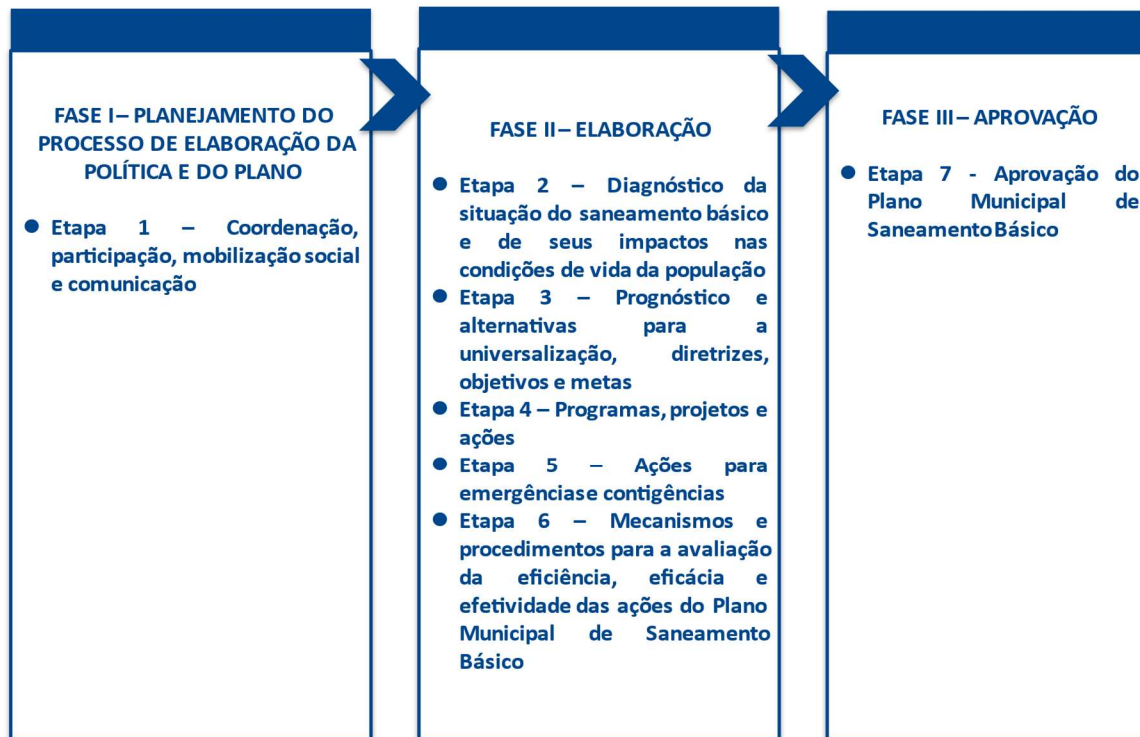 FASE I – PLANEJAMENTO DO
PROCESSO DE ELABORAÇÃO DA
POLÍTICA E DO PLANO
● Etapa 1 – Coordenação,
participação, mobilização social
e comunicação
FASE II – ELABORAÇÃO
● Etapa 2 – Diagnóstico da
situação do saneamento básico
e de seus impactos nas
condições de vida da população
● Etapa 3 – Prognóstico e
alternativas para a
universalização, diretrizes,
objetivos e metas
● Etapa 4 – Programas, projetos e
ações
● Etapa 5 – Ações para
emergênciase contigências
● Etapa 6 – Mecanismos e
procedimentos para a avaliação
da eficiência, eficácia e
efetividade das ações do Plano
Municipal de Saneamento
Básico
FASE III – APROVAÇÃO
● Etapa 7 - Aprovação do
Plano Municipal de
Saneamento Básico